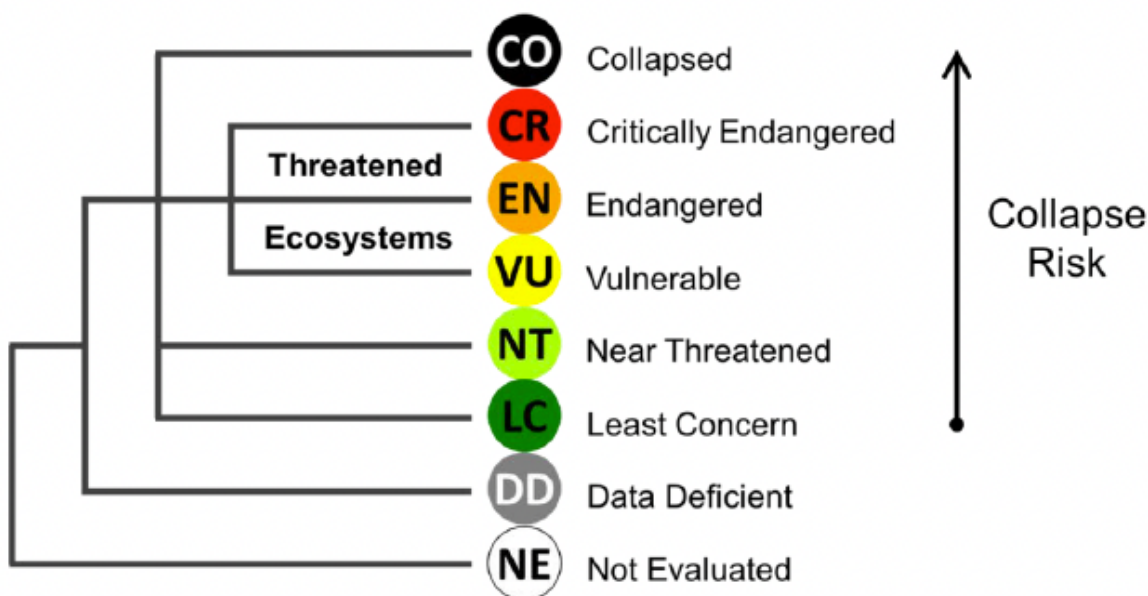 CO Collapsed
CR Critically Endangered
Threatened
EN Endangered
Ecosystems
VU Vulnerable
NT Near Threatened
LC Least Concern
DD Data Deficient
NE Not Evaluated
Collapse
Risk